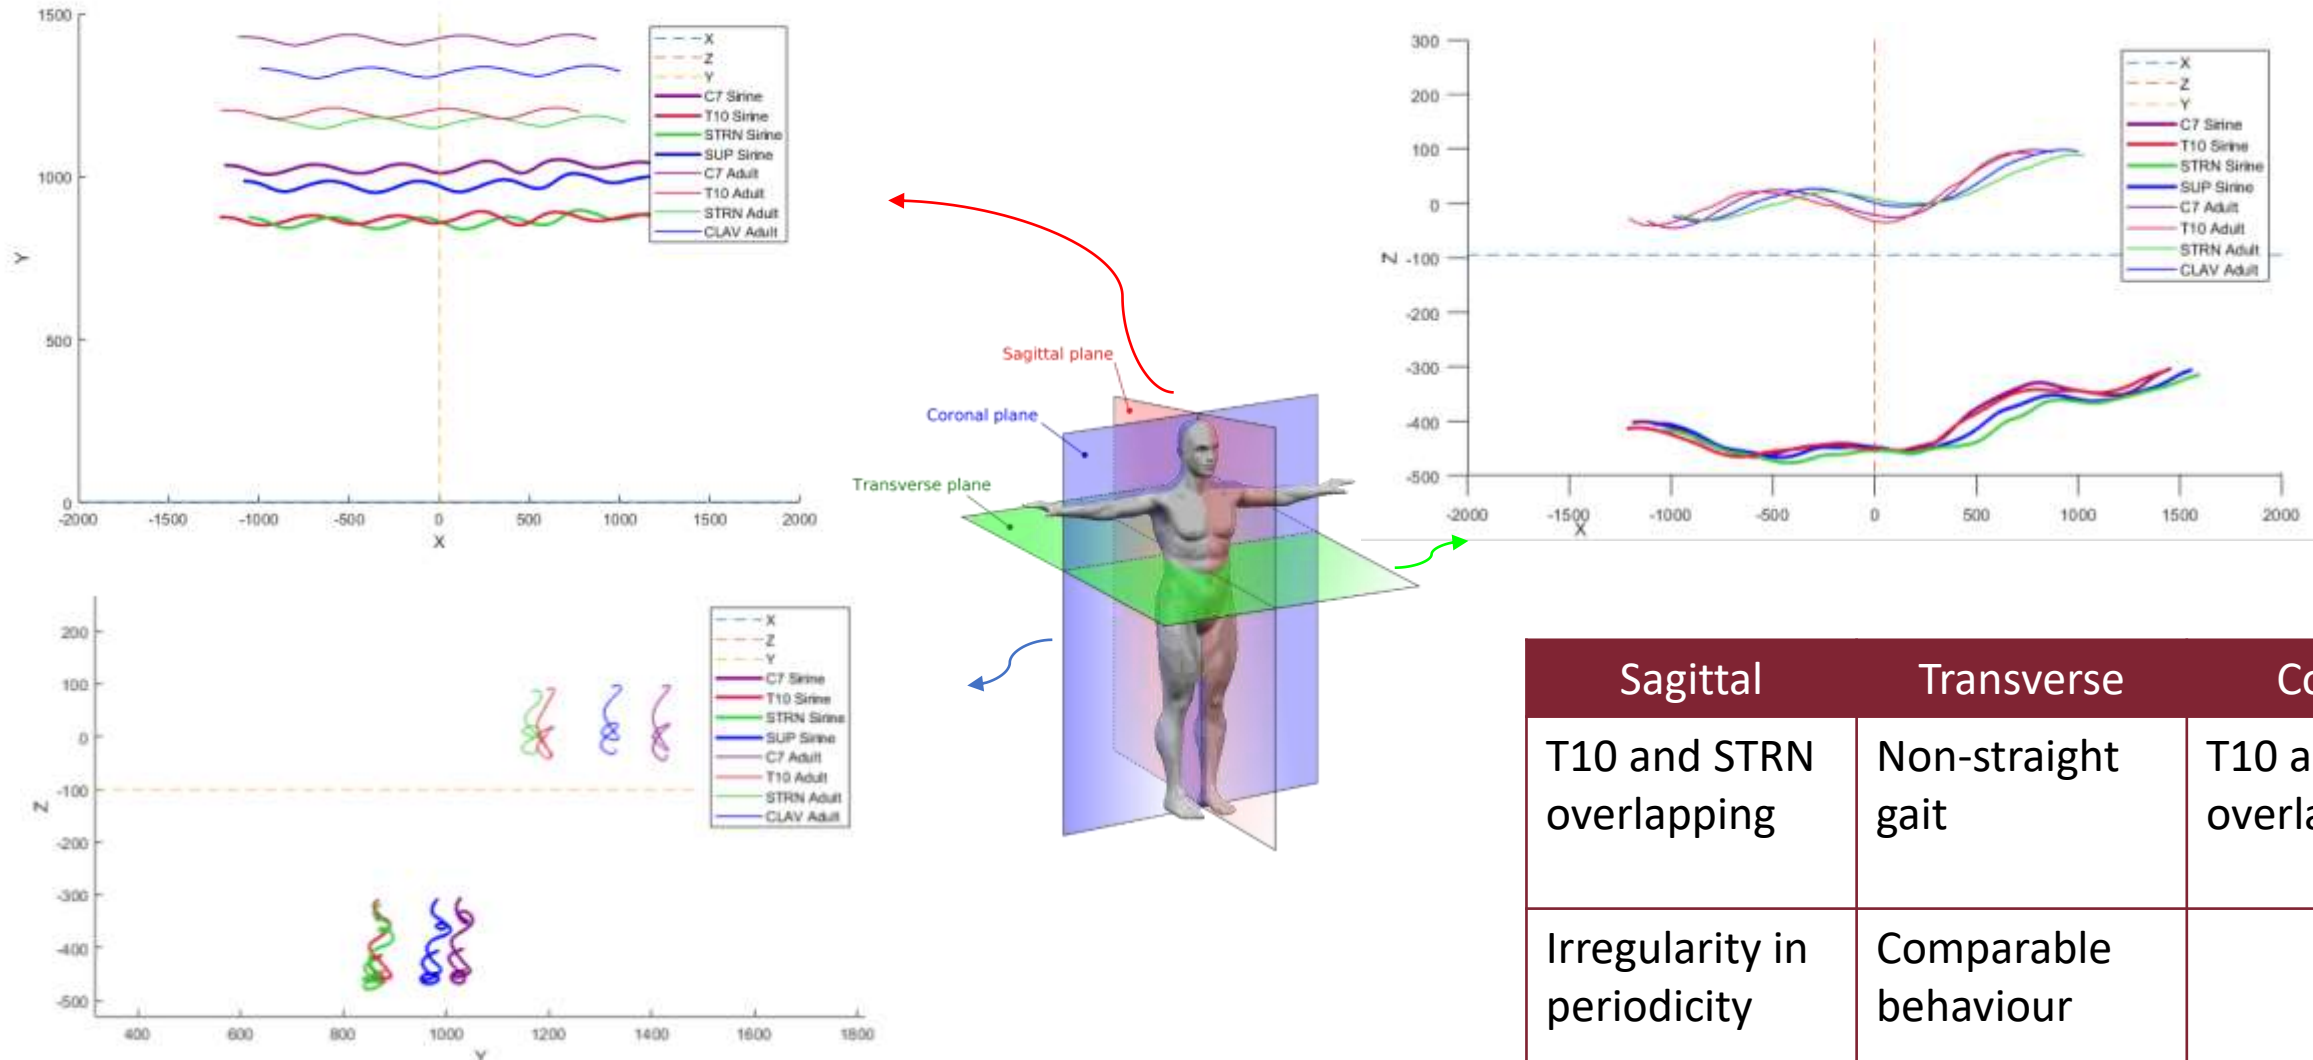 1500
1000
500
0
-2000
-1500
-1000
-500
0
500
1000
1500
2000
Y
X
X
Z
Y
C7 Sirine
T10 Sirine
STRN Sirine
SUP Sirine
C7 Adult
T10 Adult
STRN Adult
CLAV Adult
300
200
100
0
-100
-200
-300
-400
-500
-2000
-1500
-1000
-500
0
500
1000
1500
2000
Z
X
X
Z
Y
C7 Sirine
T10 Sirine
STRN Sirine
SUP Sirine
C7 Adult
T10 Adult
STRN Adult
CLAV Adult
Sagittal plane
Coronal plane
Transverse plane
200
100
0
-100
-200
-300
-400
-500
400
600
800
1000
1200
1400
1600
1800
Z
Y
X
Z
Y
C7 Sirine
T10 Sirine
STRN Sirine
SUP Sirine
C7 Adult
T10 Adult
STRN Adult
CLAV Adult
Sagittal
Transverse
Co
T10 and STRN
overlapping
Non-straight
gait
T10 a
overla
Irregularity in
periodicity
Comparable
behaviour